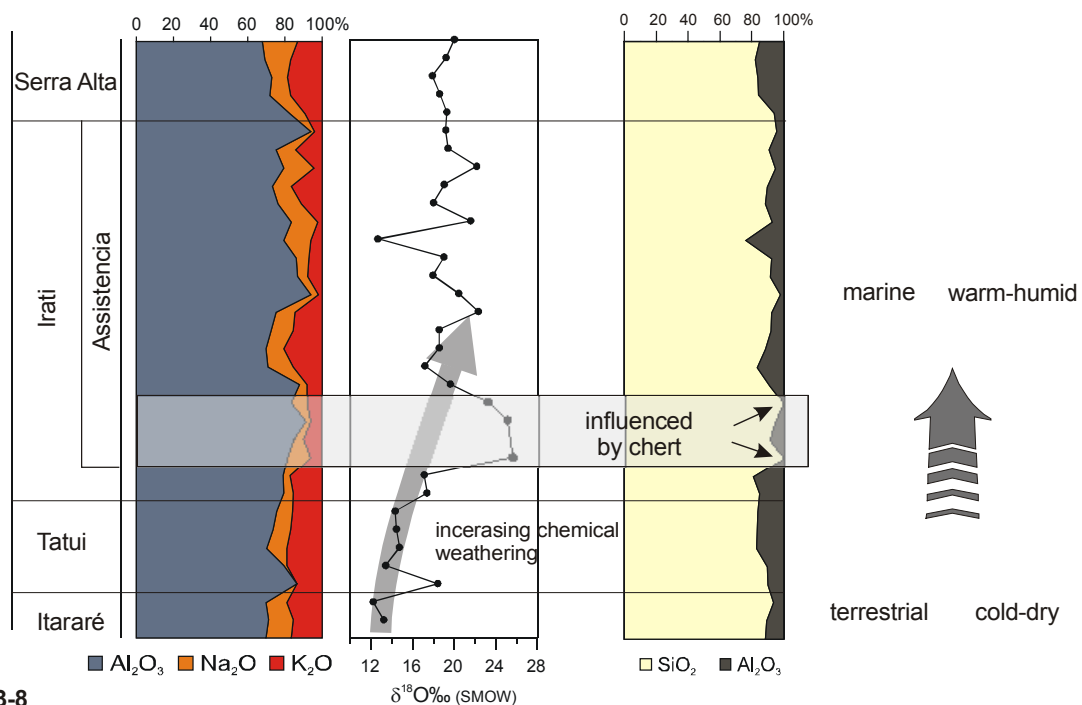 0 20 40 60 80 100%
0 20 40 60 80 100%
Serra Alta
Irati
Assistencia
marine warm-humid
influenced
by chert
incerasing chemical
weathering
Tatui
terrestrial cold-dry
Itararé
12 16 20 24 28
Al₂O₃ Na₂O K₂O
δ¹⁸O‰ (SMOW)
SiO₂ Al₂O₃
3-8